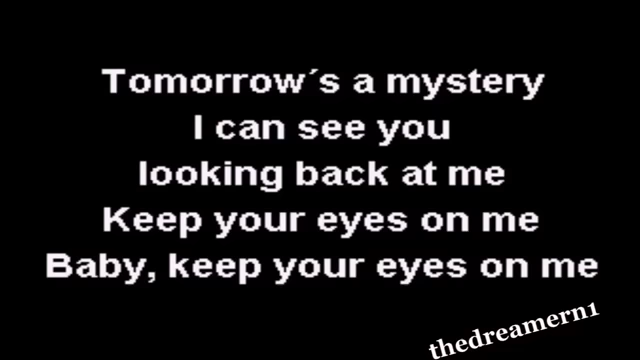 Tomorrow´s a mystery
I can see you
looking back at me
Keep your eyes on me
Baby, keep your eyes on me
thedreamern1